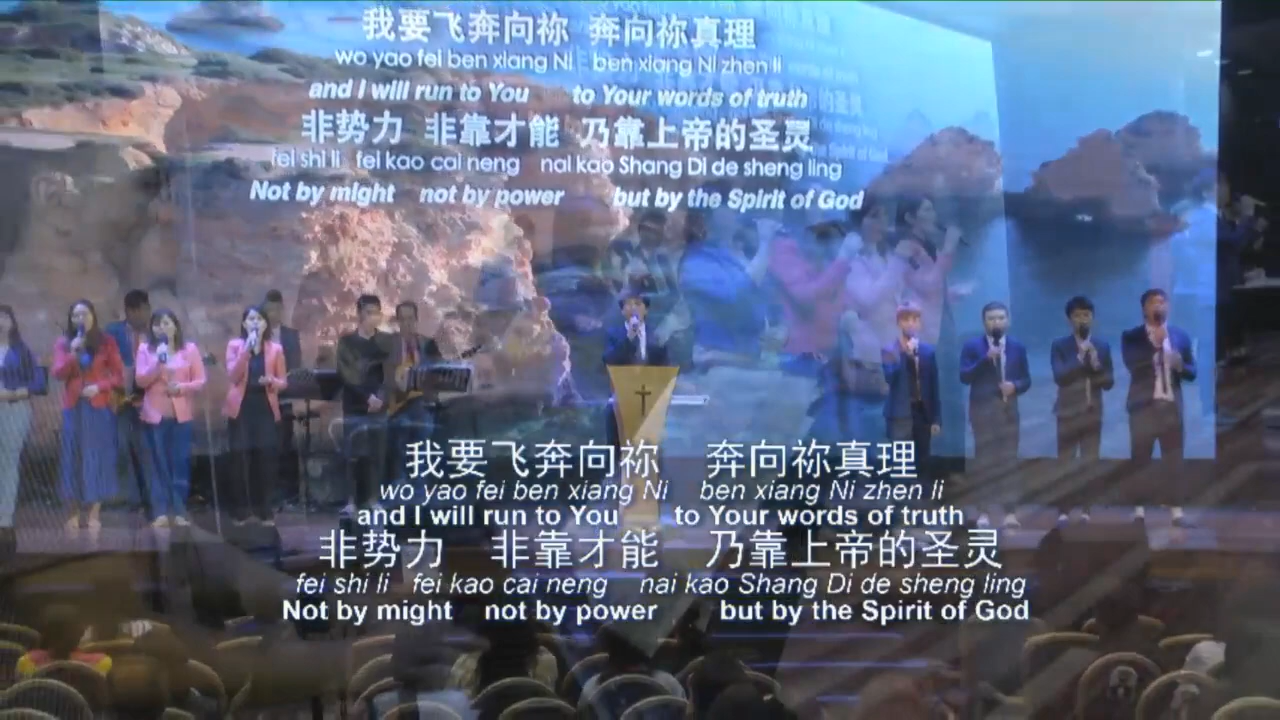 我要飞奔向祢 奔向祢真理
wo yao fei ben xiang Ni ben xiang Ni zhen li
and I will run to You to Your words of truth
非势力 非靠才能 乃靠上帝的圣灵
fei shi li fei kao cai neng nai kao Shang Di de sheng ling
Not by might not by power but by the Spirit of God
我要飞奔向祢 奔向祢真理
wo yao fei ben xiang Ni ben xiang Ni zhen li
and I will run to You to Your words of truth
非势力 非靠才能 乃靠上帝的圣灵
fei shi li fei kao cai neng nai kao Shang Di de sheng ling
Not by might not by power but by the Spirit of God